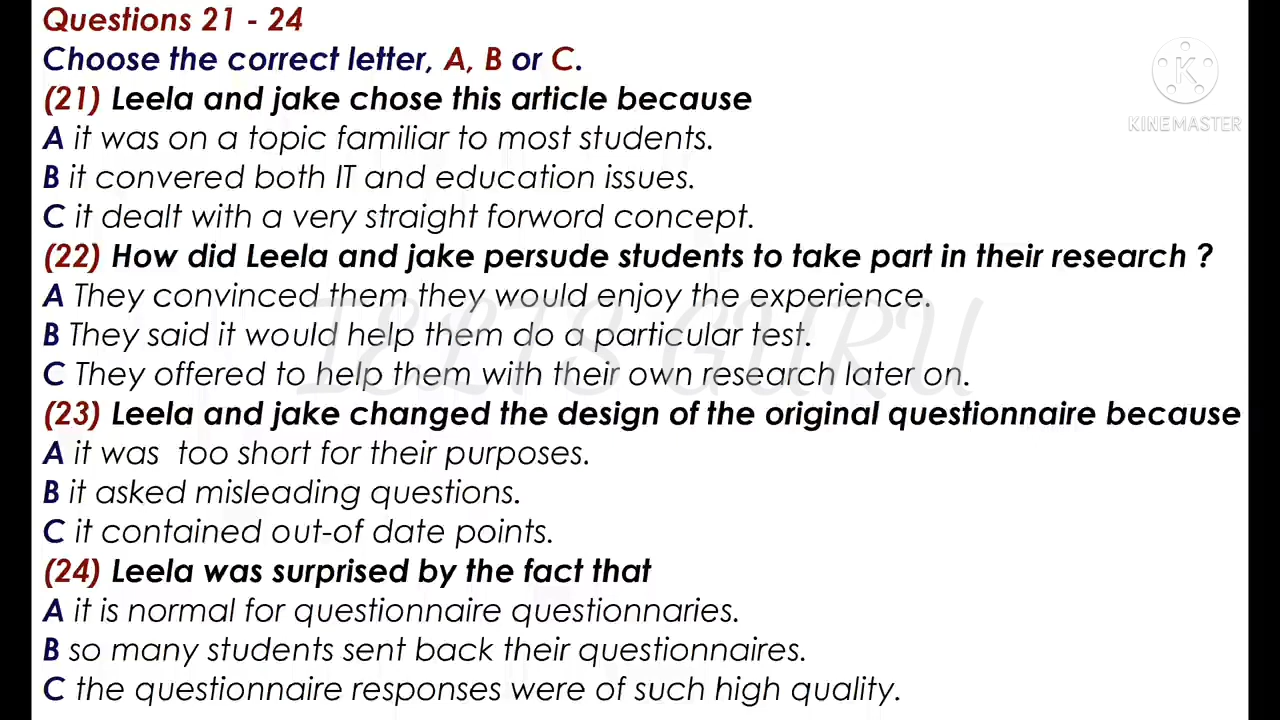 Questions 21 - 24
Choose the correct letter, A, B or C.
(21) Leela and jake chose this article because
A it was on a topic familiar to most students.
B it convered both IT and education issues.
C it dealt with a very straight forward concept.
(22) How did Leela and jake persude students to take part in their research ?
A They convinced them they would enjoy the experience.
B They said it would help them do a particular test.
C They offered to help them with their own research later on.
(23) Leela and jake changed the design of the original questionnaire because
A it was too short for their purposes.
B it asked misleading questions.
C it contained out-of date points.
(24) Leela was surprised by the fact that
A it is normal for questionnaire questionnaries.
B so many students sent back their questionnaires.
C the questionnaire responses were of such high quality.
K
KINEMASTER
IELTS GURU